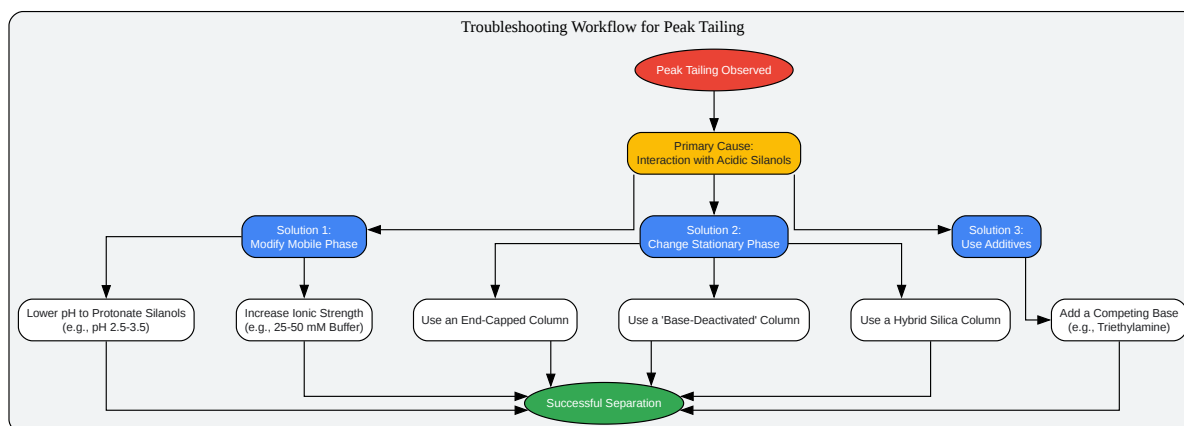 Troubleshooting Workflow for Peak Tailing
Peak Tailing Observed
Primary Cause:
Interaction with Acidic Silanols
Solution 1:
Modify Mobile Phase
Solution 2:
Change Stationary Phase
Solution 3:
Use Additives
Lower pH to Protonate Silanols
(e.g., pH 2.5-3.5)
Increase Ionic Strength
(e.g., 25-50 mM Buffer)
Use an End-Capped Column
Use a 'Base-Deactivated' Column
Use a Hybrid Silica Column
Add a Competing Base
(e.g., Triethylamine)
Successful Separation